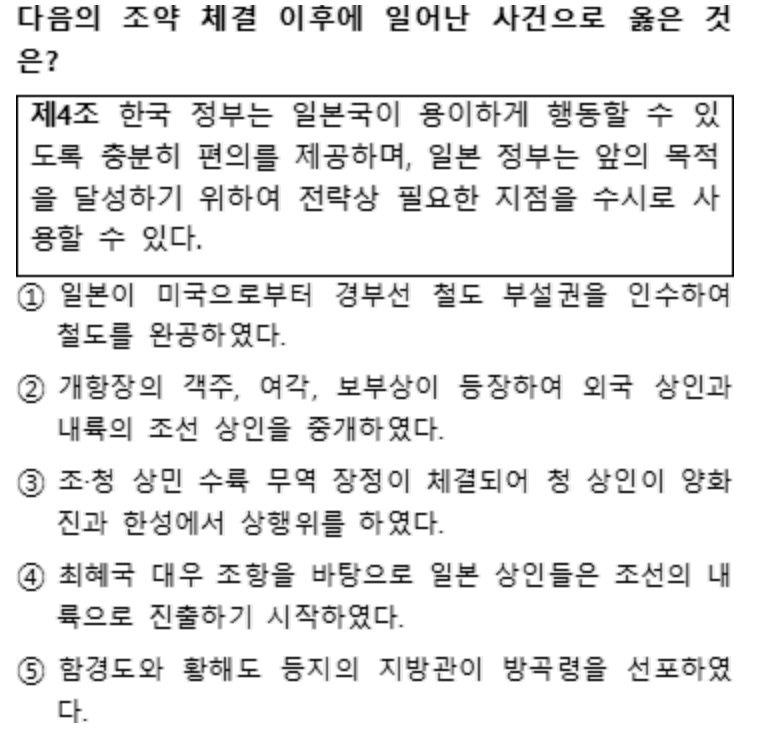 다음의 조약 체결 이후에 일어난 사건으로 옳은 것
은?
제4조 한국 정부는 일본국이 용이하게 행동할 수 있
도록 충분히 편의를 제공하며, 일본 정부는 앞의 목적
을 달성하기 위하여 전략상 필요한 지점을 수시로 사
용할 수 있다.
① 일본이 미국으로부터 경부선 철도 부설권을 인수하여
철도를 완공하였다.
② 개항장의 객주, 여각, 보부상이 등장하여 외국 상인과
내륙의 조선 상인을 중개하였다.
③ 조·청 상민 수륙 무역 장정이 체결되어 청 상인이 양화
진과 한성에서 상행위를 하였다.
④ 최혜국 대우 조항을 바탕으로 일본 상인들은 조선의 내
륙으로 진출하기 시작하였다.
⑤ 함경도와 황해도 등지의 지방관이 방곡령을 선포하였
다.